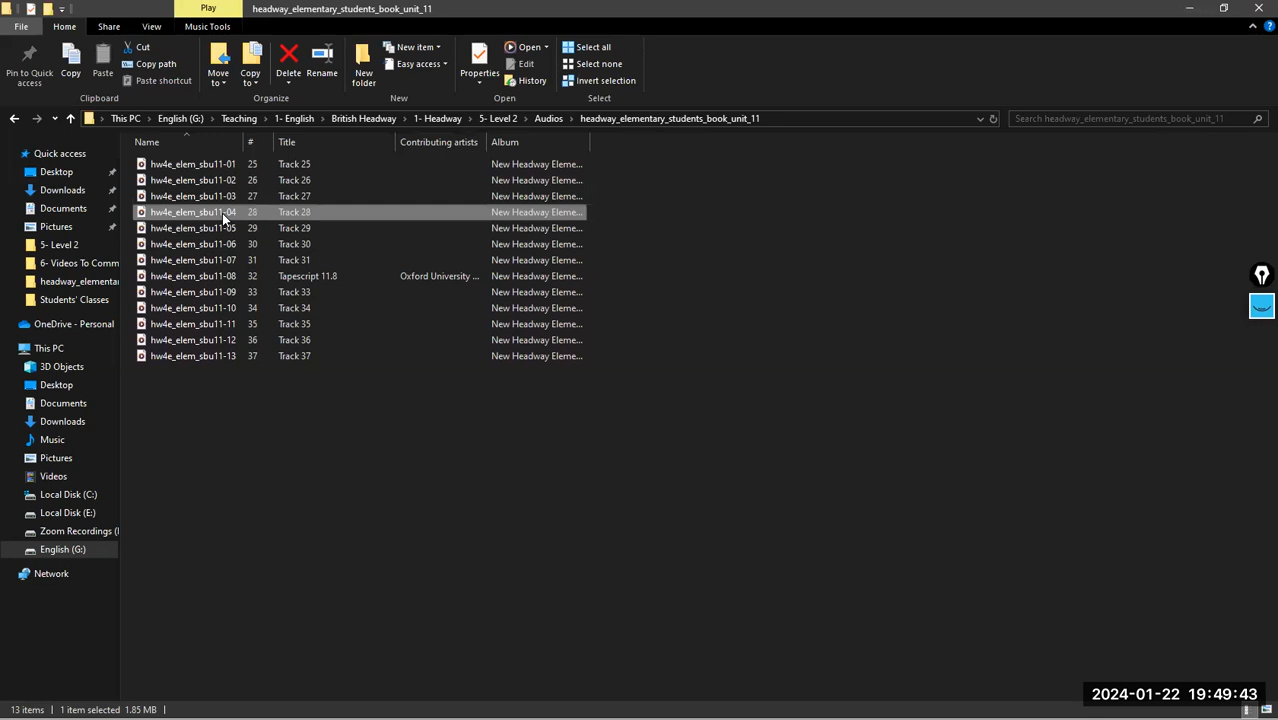 Play
headway_elementary_students_book_unit_11
File
Home
Share
View
Music Tools
Pin to Quick access
Copy
Paste
Cut
Copy path
Paste shortcut
Clipboard
Move to
Copy to
Delete
Rename
Organize
New folder
New item
Easy access
New
Properties
Open
Edit
History
Open
Select all
Select none
Invert selection
Select
This PC > English (G:) > Teaching > 1- English > British Headway > 1- Headway > 5- Level 2 > Audios > headway_elementary_students_book_unit_11
Search headway_elementary_students_book_unit_11
Name # Title Contributing artists Album
hw4e_elem_sbu11-01 25 Track 25 New Headway Eleme...
hw4e_elem_sbu11-02 26 Track 26 New Headway Eleme...
hw4e_elem_sbu11-03 27 Track 27 New Headway Eleme...
hw4e_elem_sbu11-04 28 Track 28 New Headway Eleme...
hw4e_elem_sbu11-05 29 Track 29 New Headway Eleme...
hw4e_elem_sbu11-06 30 Track 30 New Headway Eleme...
hw4e_elem_sbu11-07 31 Track 31 New Headway Eleme...
hw4e_elem_sbu11-08 32 Tapescript 11.8 Oxford University ... New Headway Eleme...
hw4e_elem_sbu11-09 33 Track 33 New Headway Eleme...
hw4e_elem_sbu11-10 34 Track 34 New Headway Eleme...
hw4e_elem_sbu11-11 35 Track 35 New Headway Eleme...
hw4e_elem_sbu11-12 36 Track 36 New Headway Eleme...
hw4e_elem_sbu11-13 37 Track 37 New Headway Eleme...
Quick access
Desktop
Downloads
Documents
Pictures
5- Level 2
6- Videos To Comm
headway_elementar
Students' Classes
OneDrive - Personal
This PC
3D Objects
Desktop
Documents
Downloads
Music
Pictures
Videos
Local Disk (C:)
Local Disk (E:)
Zoom Recordings (
English (G:)
Network
13 items 1 item selected 1.85 MB
2024-01-22 19:49:43